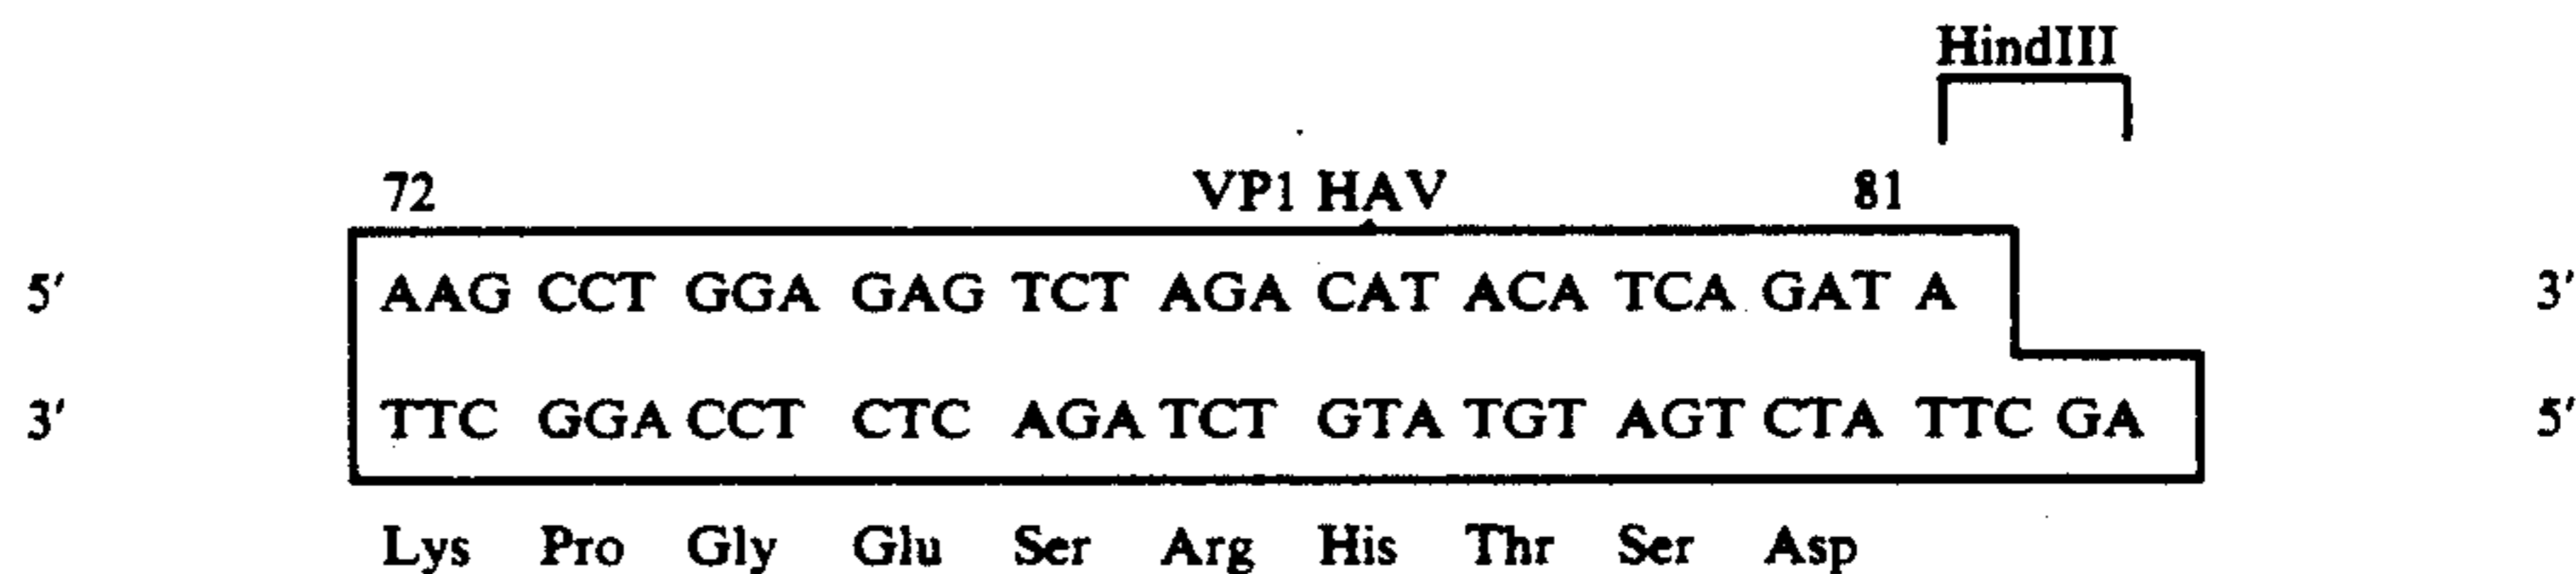 HindIII
72 VP1 HAV 81
5′ AAG CCT GGA GAG TCT AGA CAT ACA TCA GAT A 3′
3′ TTC GGA CCT CTC AGA TCT GTA TGT AGT CTA TTC GA 5′
Lys Pro Gly Glu Ser Arg His Thr Ser Asp